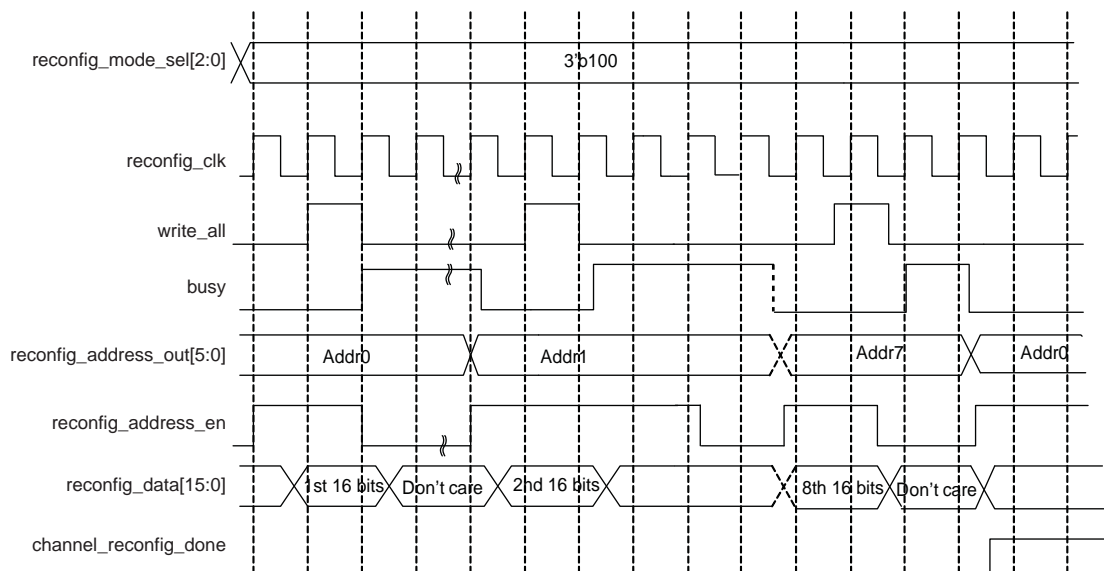 reconfig_mode_sel[2:0]
3'b100
reconfig_clk
write_all
busy
reconfig_address_out[5:0]
Addr0
Addr1
Addr7
Addr0
reconfig_address_en
reconfig_data[15:0]
1st 16 bits
Don't care
2nd 16 bits
8th 16 bits
Don't care
channel_reconfig_done